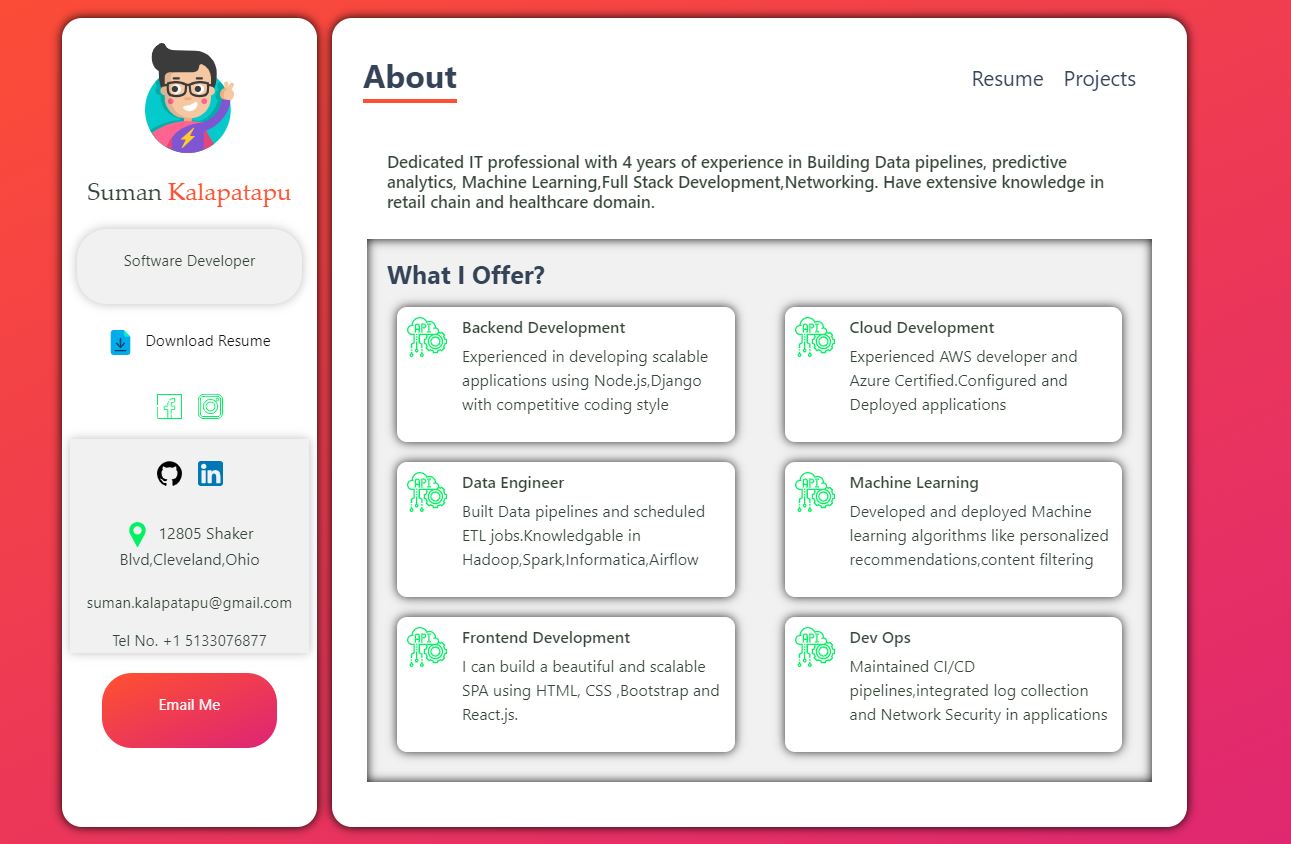 Suman Kalapatapu
Software Developer
Download Resume
12805 Shaker
Blvd,Cleveland,Ohio
suman.kalapatapu@gmail.com
Tel No. +1 5133076877
Email Me
About
Resume Projects
Dedicated IT professional with 4 years of experience in Building Data pipelines, predictive
analytics, Machine Learning,Full Stack Development,Networking. Have extensive knowledge in
retail chain and healthcare domain.
What I Offer?
API
Backend Development
Experienced in developing scalable
applications using Node.js,Django
with competitive coding style
API
Cloud Development
Experienced AWS developer and
Azure Certified.Configured and
Deployed applications
API
Data Engineer
Built Data pipelines and scheduled
ETL jobs.Knowledgable in
Hadoop,Spark,Informatica,Airflow
API
Machine Learning
Developed and deployed Machine
learning algorithms like personalized
recommendations,content filtering
API
Frontend Development
I can build a beautiful and scalable
SPA using HTML, CSS ,Bootstrap and
React.js.
API
Dev Ops
Maintained CI/CD
pipelines,integrated log collection
and Network Security in applications